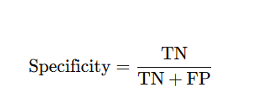 Specificity = TN / (TN + FP)